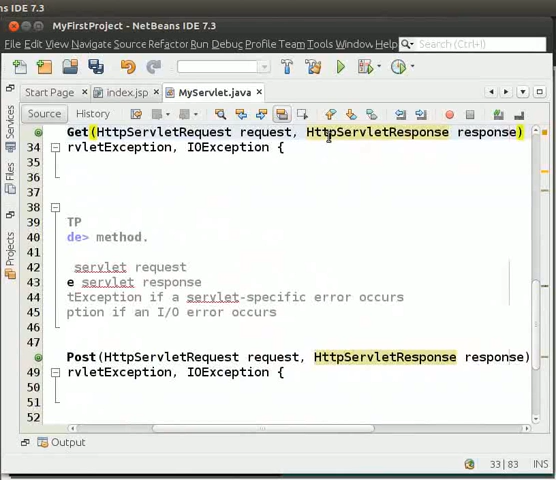 ns IDE 7.3
MyFirstProject - NetBeans IDE 7.3
File Edit View Navigate Source Refactor Run Debug Profile Team Tools Window Help Search (Ctrl+I)
Start Page index.jsp MyServlet.java
Source History
Get(HttpServletRequest request, HttpServletResponse response)
34 rvletException, IOException {
35
36
37
38
39 TP
40 de> method.
41
42 servlet request
43 e servlet response
44 tException if a servlet-specific error occurs
45 ption if an I/O error occurs
46
47
Post(HttpServletRequest request, HttpServletResponse response)
49 rvletException, IOException {
50
51
52
Services
Files
Projects
Output
33/83 INS